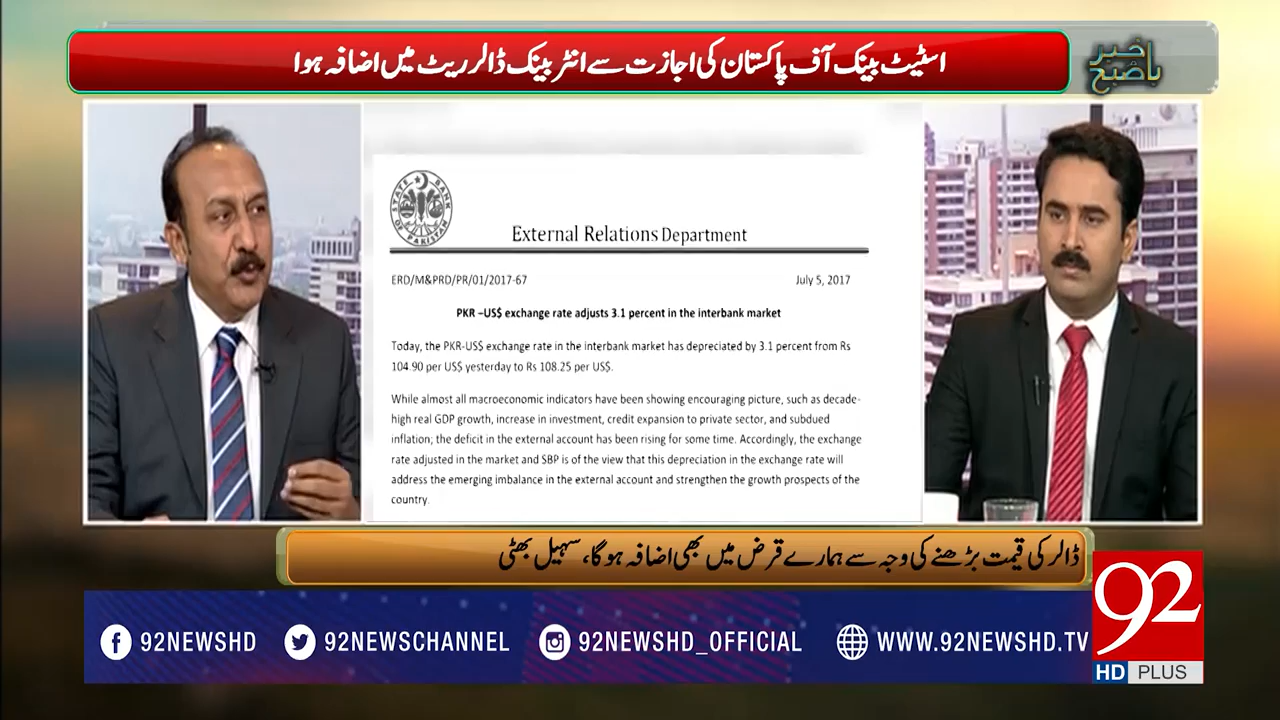 اسٹیٹ بینک آف پاکستان کی اجازت سے انٹر بینک ڈالر ریٹ میں اضافہ ہوا
باخبر صبح
STATE BANK OF PAKISTAN
External Relations Department
ERD/M&PRD/PR/01/2017-67 July 5, 2017
PKR –US$ exchange rate adjusts 3.1 percent in the interbank market
Today, the PKR-US$ exchange rate in the interbank market has depreciated by 3.1 percent from Rs
104.90 per US$ yesterday to Rs 108.25 per US$.
While almost all macroeconomic indicators have been showing encouraging picture, such as decade-
high real GDP growth, increase in investment, credit expansion to private sector, and subdued
inflation; the deficit in the external account has been rising for some time. Accordingly, the exchange
rate adjusted in the market and SBP is of the view that this depreciation in the exchange rate will
address the emerging imbalance in the external account and strengthen the growth prospects of the
country.
ڈالر کی قیمت بڑھنے کی وجہ سے ہمارے قرض میں بھی اضافہ ہوگا، سہیل بھٹی
92NEWSHD 92NEWSCHANNEL 92NEWSHD_OFFICIAL WWW.92NEWSHD.TV
92
HD PLUS